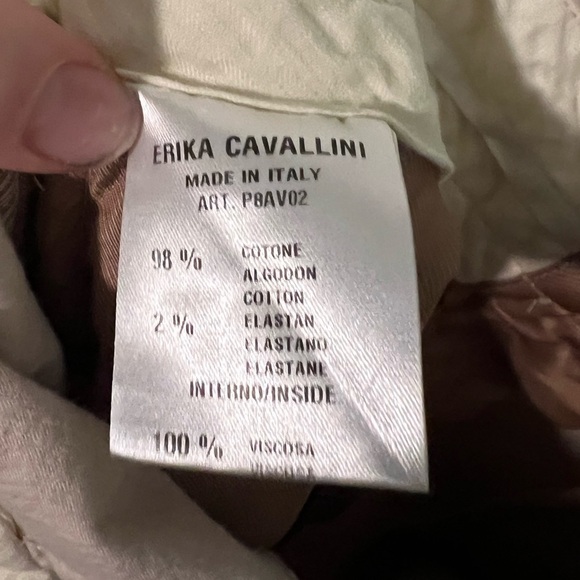 ERIKA CAVALLINI
MADE IN ITALY
ART. P8AV02
98 % COTONE
ALGODON
COTTON
2 % ELASTAN
ELASTANO
ELASTANE
INTERNO/INSIDE
100 % VISCOSA
VISCOSA